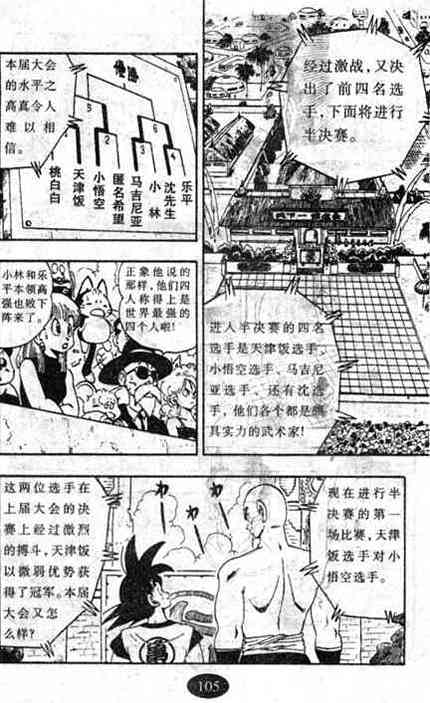 经过激战，又决
出了前四名选
手，下面将进行
半决赛。
本届大会
的水平之
高真令人
难以相
信。
5
6
1
2
3
4
乐平
沈先生
小林
马吉尼亚
匿名希望
小悟空
天津饭
桃白白
进入半决赛的四名
选手是天津饭选手、
小悟空选手、马吉尼
亚选手、还有沈选
手，他们各个都是
具实力的武术家！
正象他说的
那样，他们四
人称得上是
世界最强的
四个人啦！
小林和乐
平本领高
强也败下
阵来了。
现在进行半
决赛的第一
场比赛，天津
饭选手对小
悟空选手。
力
力
这两位选手在
上届大会的决
赛上经过激烈
的搏斗，天津饭
以微弱优势获
得了冠军。本届
大会又怎
么样？
105